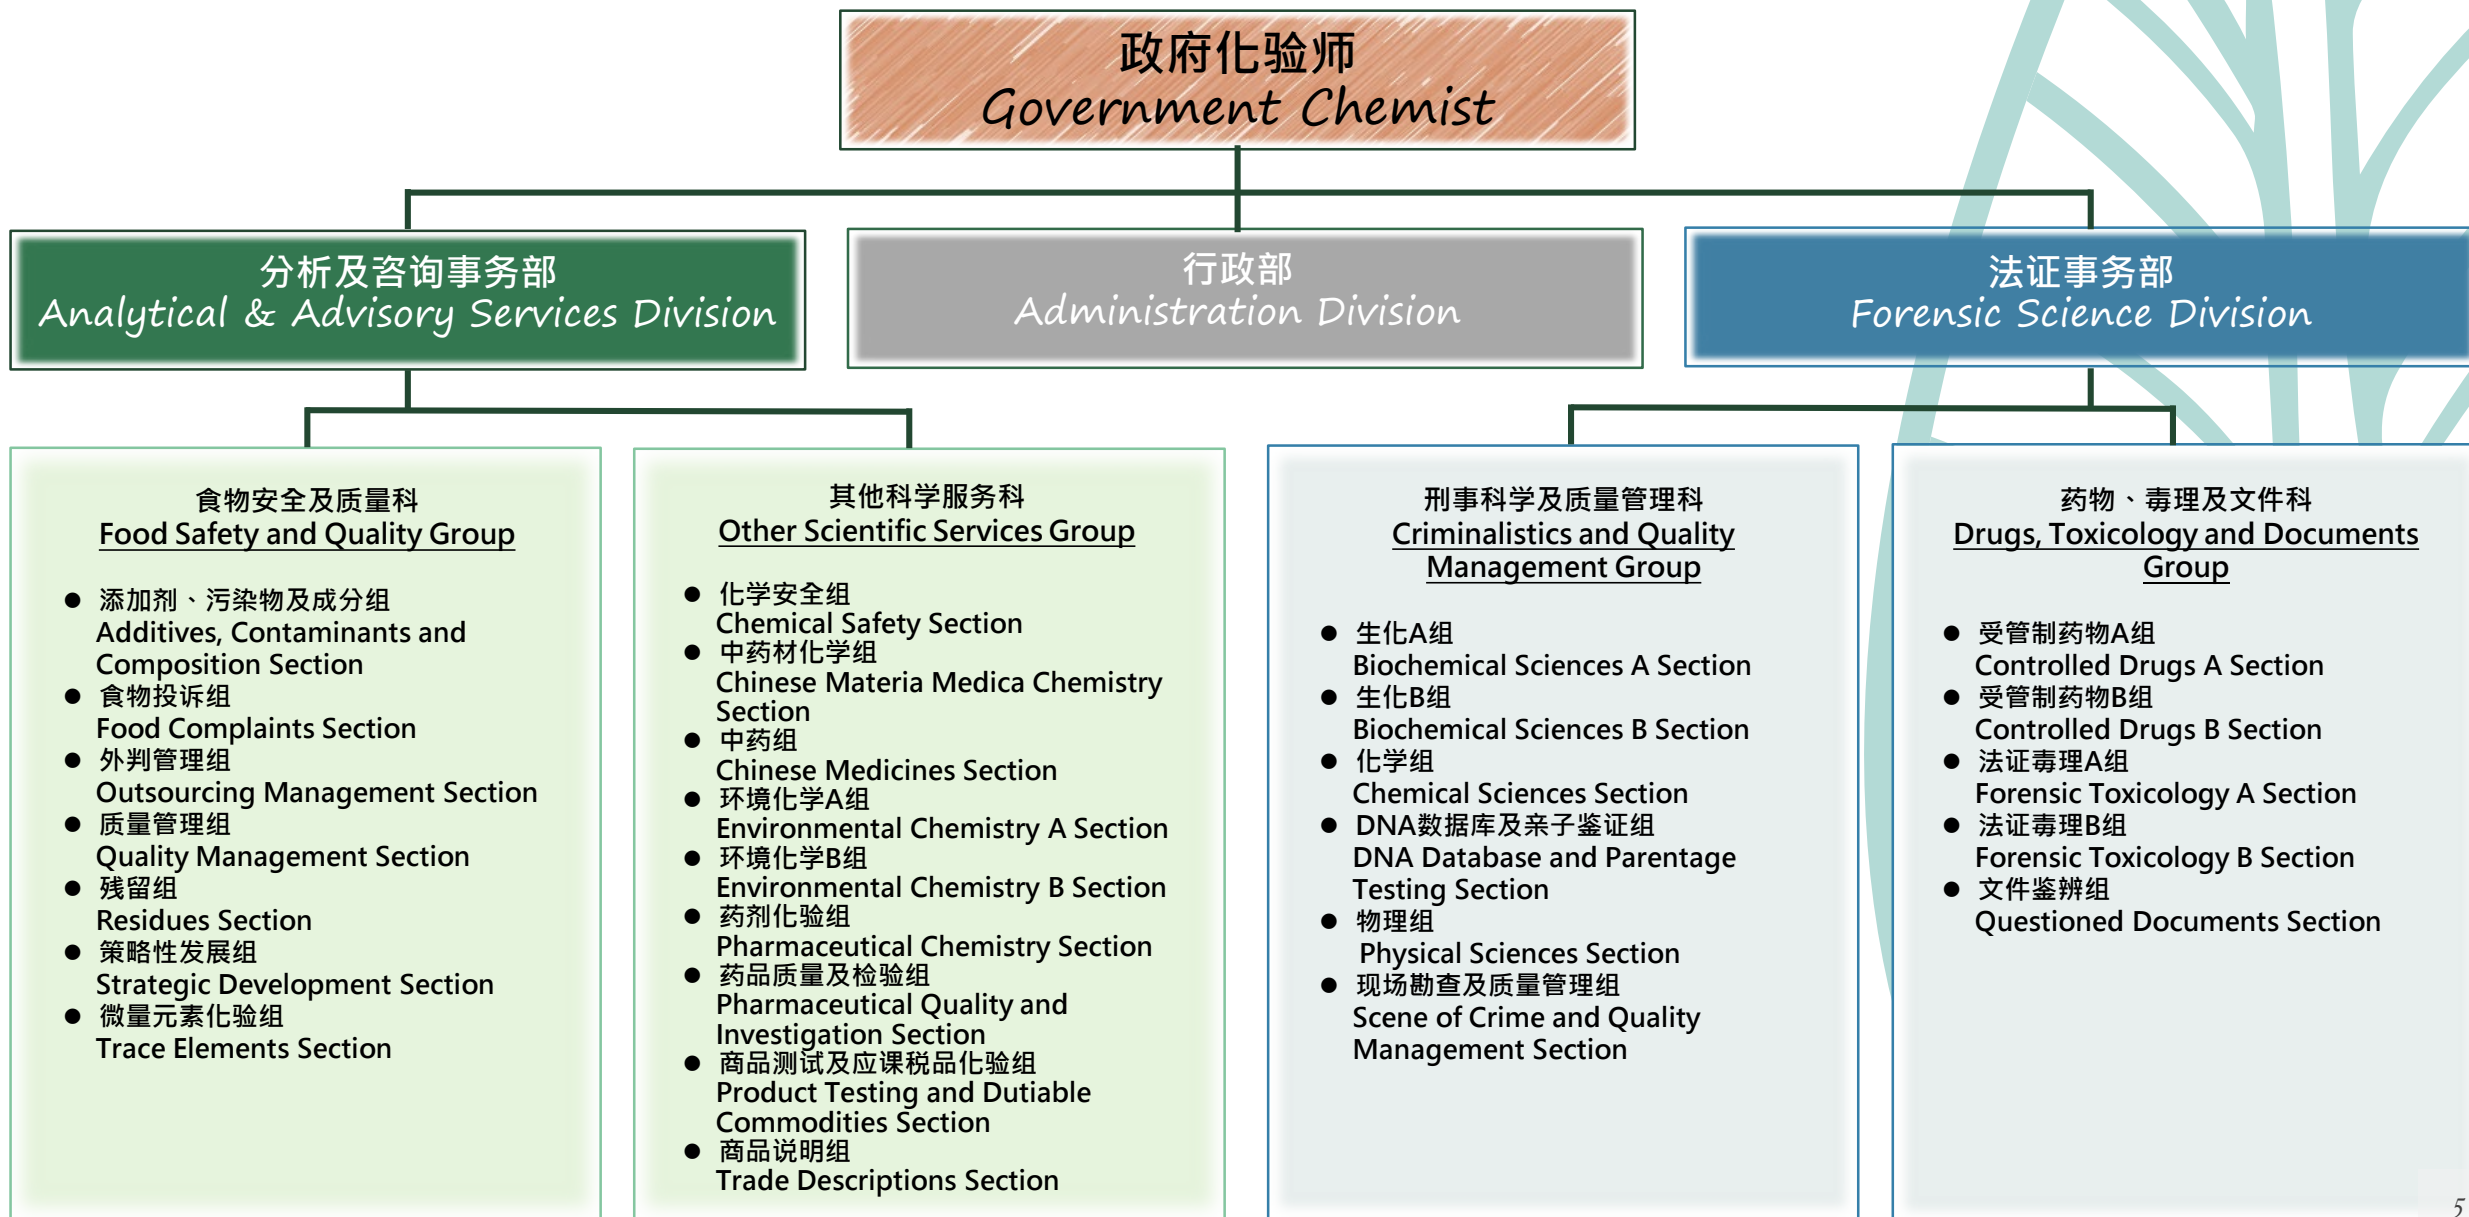 政府化验师
Government Chemist
分析及咨询事务部
Analytical & Advisory Services Division
行政部
Administration Division
法证事务部
Forensic Science Division
食物安全及质量科
Food Safety and Quality Group
● 添加剂、污染物及成分组
Additives, Contaminants and
Composition Section
● 食物投诉组
Food Complaints Section
● 外判管理组
Outsourcing Management Section
● 质量管理组
Quality Management Section
● 残留组
Residues Section
● 策略性发展组
Strategic Development Section
● 微量元素化验组
Trace Elements Section
其他科学服务科
Other Scientific Services Group
● 化学安全组
Chemical Safety Section
● 中药材化学组
Chinese Materia Medica Chemistry
Section
● 中药组
Chinese Medicines Section
● 环境化学A组
Environmental Chemistry A Section
● 环境化学B组
Environmental Chemistry B Section
● 药剂化验组
Pharmaceutical Chemistry Section
● 药品质量及检验组
Pharmaceutical Quality and
Investigation Section
● 商品测试及应课税品化验组
Product Testing and Dutiable
Commodities Section
● 商品说明组
Trade Descriptions Section
刑事科学及质量管理科
Criminalistics and Quality
Management Group
● 生化A组
Biochemical Sciences A Section
● 生化B组
Biochemical Sciences B Section
● 化学组
Chemical Sciences Section
● DNA数据库及亲子鉴证组
DNA Database and Parentage
Testing Section
● 物理组
Physical Sciences Section
● 现场勘查及质量管理组
Scene of Crime and Quality
Management Section
药物、毒理及文件科
Drugs, Toxicology and Documents
Group
● 受管制药物A组
Controlled Drugs A Section
● 受管制药物B组
Controlled Drugs B Section
● 法证毒理A组
Forensic Toxicology A Section
● 法证毒理B组
Forensic Toxicology B Section
● 文件鉴辨组
Questioned Documents Section
5